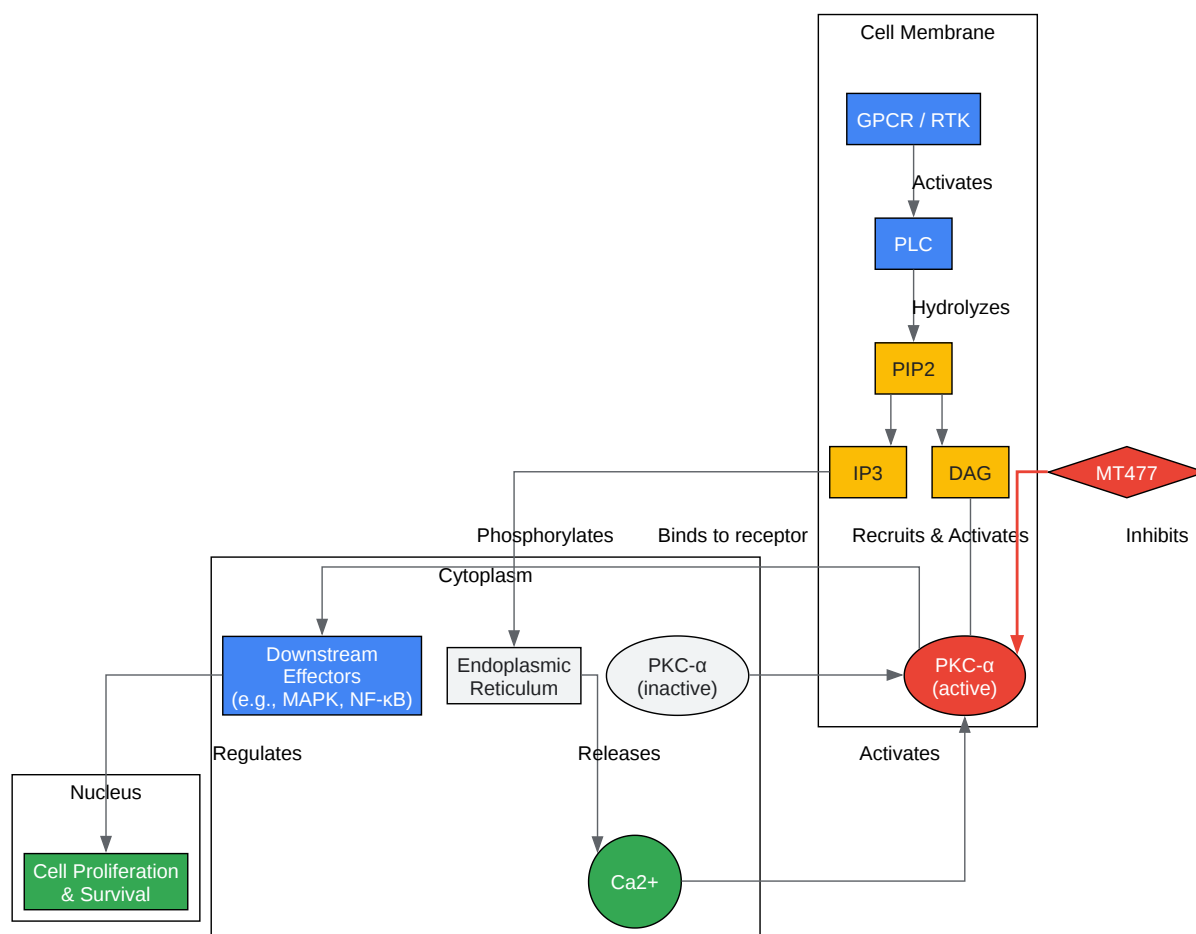 Cell Membrane
GPCR / RTK
Activates
PLC
Hydrolyzes
PIP2
IP3
DAG
MT477
Phosphorylates
Binds to receptor
Recruits & Activates
Inhibits
Cytoplasm
Downstream
Effectors
(e.g., MAPK, NF-κB)
Endoplasmic
Reticulum
PKC-α
(inactive)
PKC-α
(active)
Regulates
Releases
Activates
Nucleus
Cell Proliferation
& Survival
Ca2+